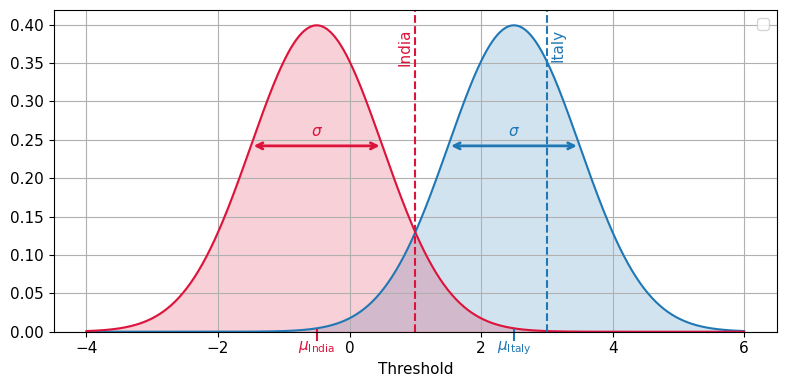 0.40
0.35
0.30
0.25
0.20
0.15
0.10
0.05
0.00
India
Italy
σ
σ
−4
−2
0
2
4
6
μIndia
μItaly
Threshold